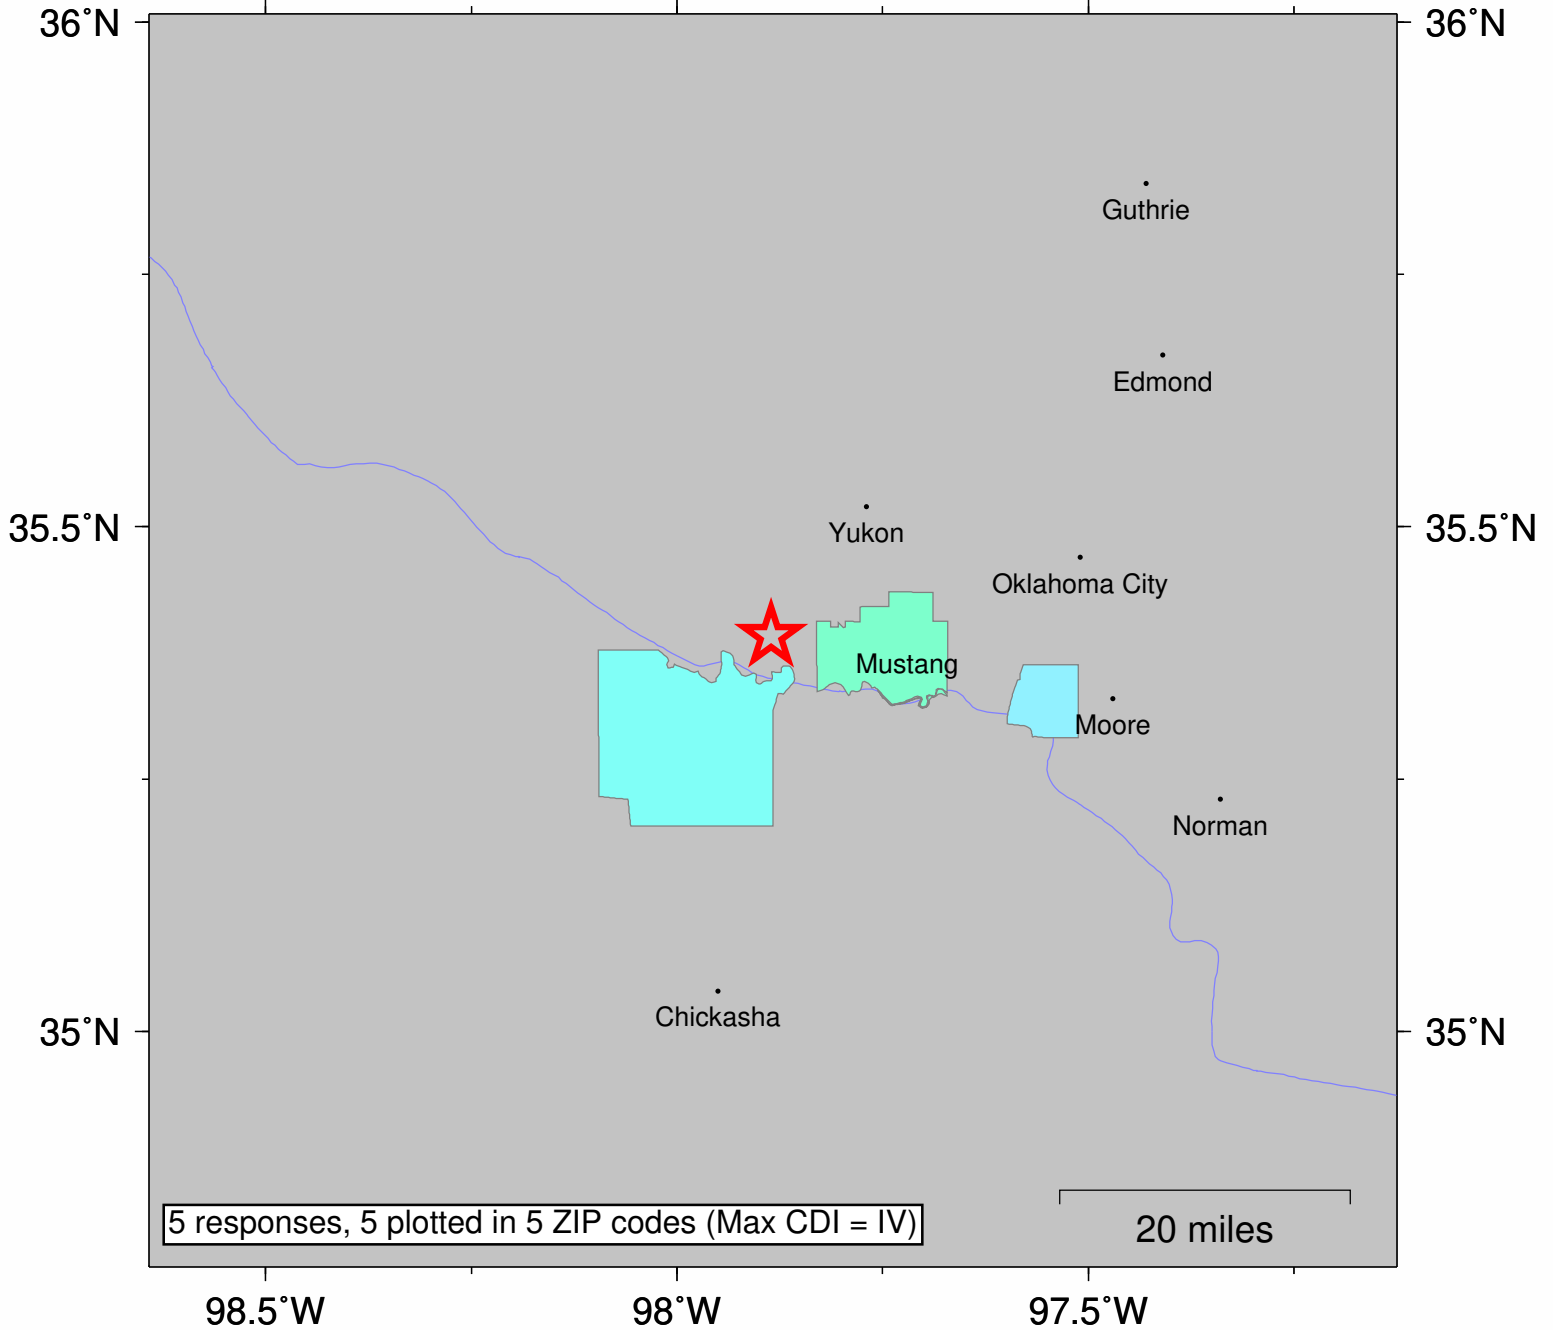 36°N 36°N
Guthrie
Edmond
35.5°N 35.5°N
Yukon
Oklahoma City
Mustang
Moore
Norman
Chickasha
35°N 35°N
5 responses, 5 plotted in 5 ZIP codes (Max CDI = IV)
20 miles
98.5°W 98°W 97.5°W